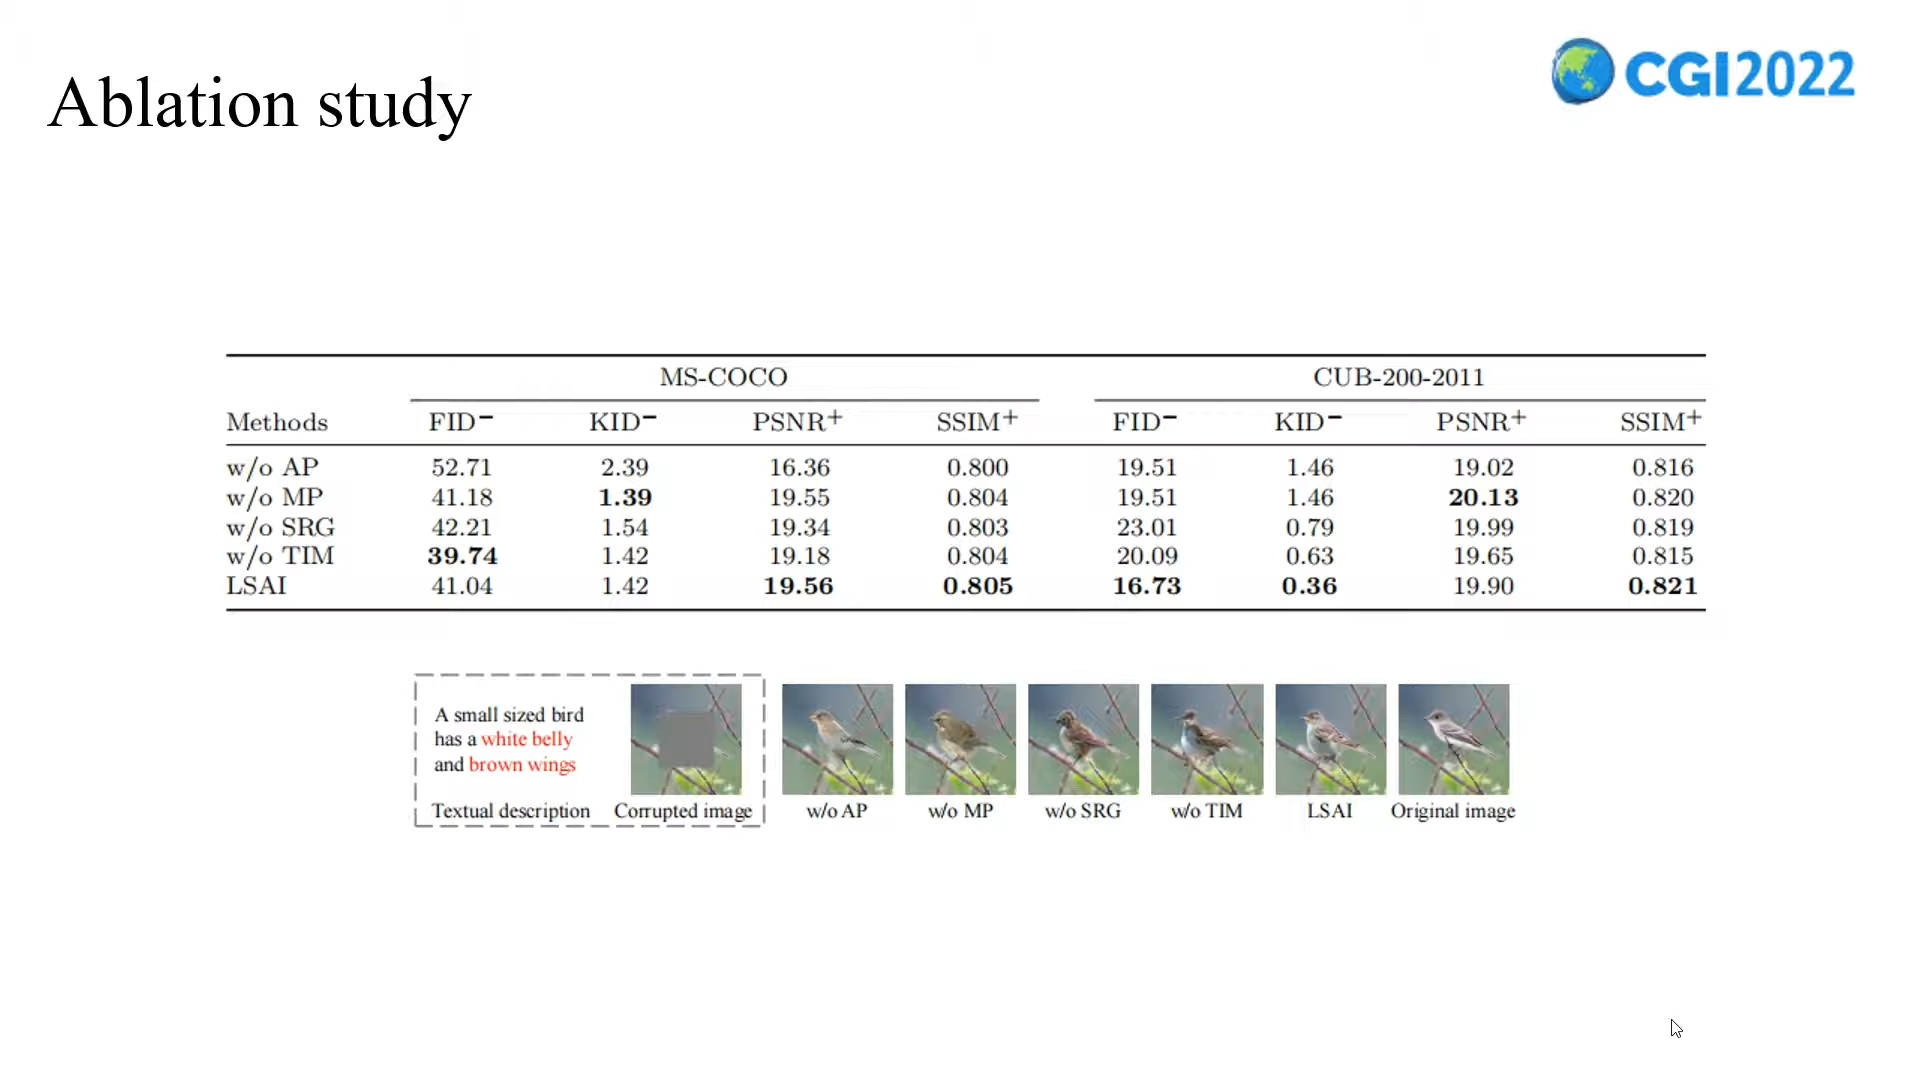 Ablation study
CGI2022
MS-COCO CUB-200-2011
Methods FID− KID− PSNR+ SSIM+ FID− KID− PSNR+ SSIM+
w/o AP 52.71 2.39 16.36 0.800 19.51 1.46 19.02 0.816
w/o MP 41.18 1.39 19.55 0.804 19.51 1.46 20.13 0.820
w/o SRG 42.21 1.54 19.34 0.803 23.01 0.79 19.99 0.819
w/o TIM 39.74 1.42 19.18 0.804 20.09 0.63 19.65 0.815
LSAI 41.04 1.42 19.56 0.805 16.73 0.36 19.90 0.821
A small sized bird
has a white belly
and brown wings
Textual description Corrupted image w/o AP w/o MP w/o SRG w/o TIM LSAI Original image